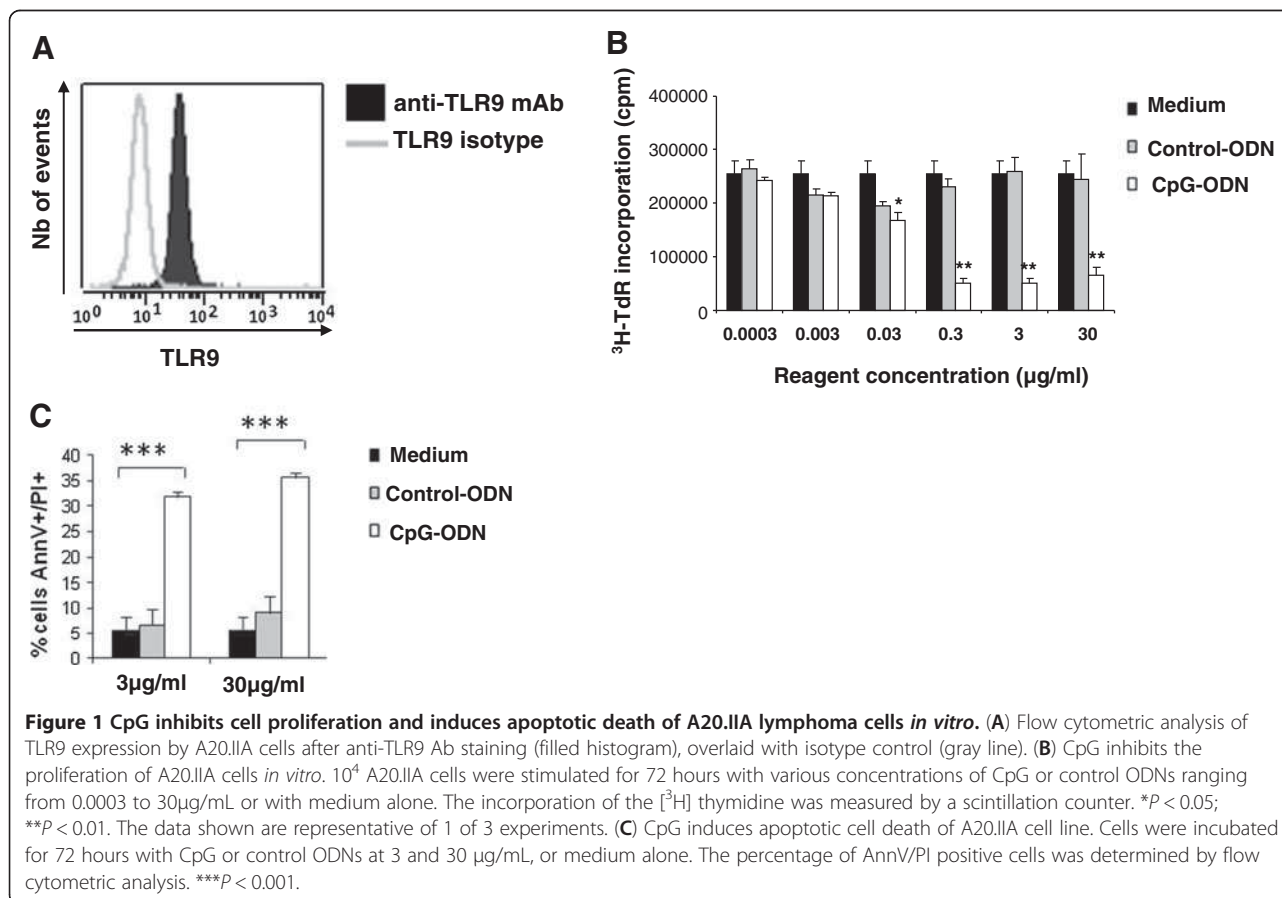 A
Nb of events
anti-TLR9 mAb
TLR9 isotype
10⁰ 10¹ 10² 10³ 10⁴
TLR9
B
³H-TdR incorporation (cpm)
400000
300000
200000
100000
0
* ** ** **
0.0003 0.003 0.03 0.3 3 30
Reagent concentration (µg/ml)
Medium
Control-ODN
CpG-ODN
C
% cells AnnV+/PI+
40
35
30
25
20
15
10
5
0
*** ***
3µg/ml 30µg/ml
Medium
Control-ODN
CpG-ODN
Figure 1 CpG inhibits cell proliferation and induces apoptotic death of A20.IIA lymphoma cells in vitro. (A) Flow cytometric analysis of
TLR9 expression by A20.IIA cells after anti-TLR9 Ab staining (filled histogram), overlaid with isotype control (gray line). (B) CpG inhibits the
proliferation of A20.IIA cells in vitro. 10⁴ A20.IIA cells were stimulated for 72 hours with various concentrations of CpG or control ODNs ranging
from 0.0003 to 30µg/mL or with medium alone. The incorporation of the [³H] thymidine was measured by a scintillation counter. *P < 0.05;
**P < 0.01. The data shown are representative of 1 of 3 experiments. (C) CpG induces apoptotic cell death of A20.IIA cell line. Cells were incubated
for 72 hours with CpG or control ODNs at 3 and 30 µg/mL, or medium alone. The percentage of AnnV/PI positive cells was determined by flow
cytometric analysis. ***P < 0.001.